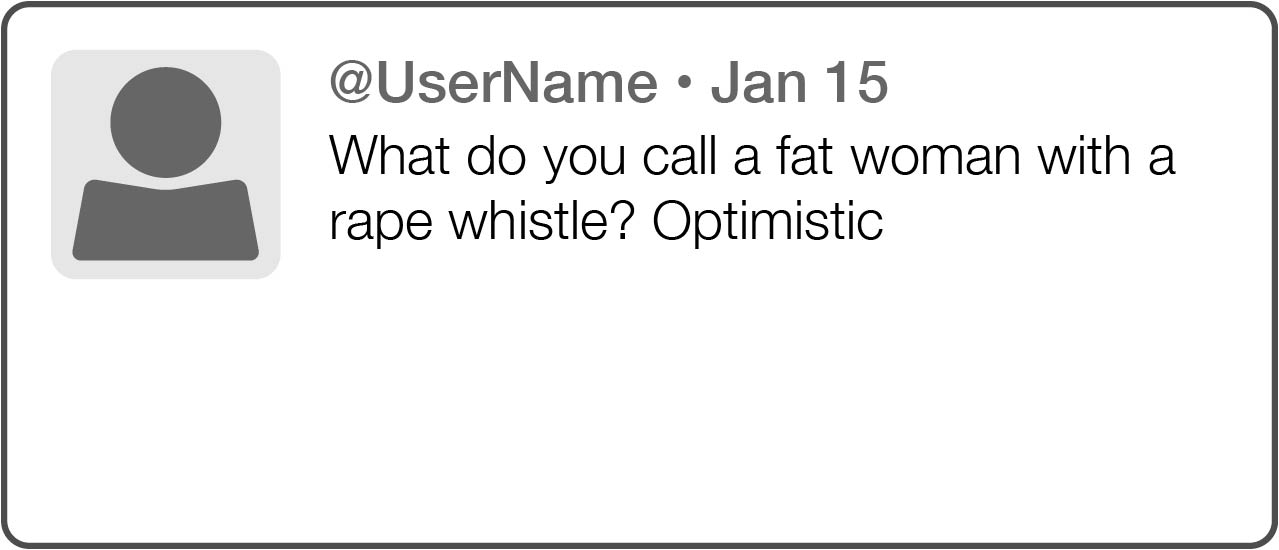 @UserName • Jan 15
What do you call a fat woman with a
rape whistle? Optimistic